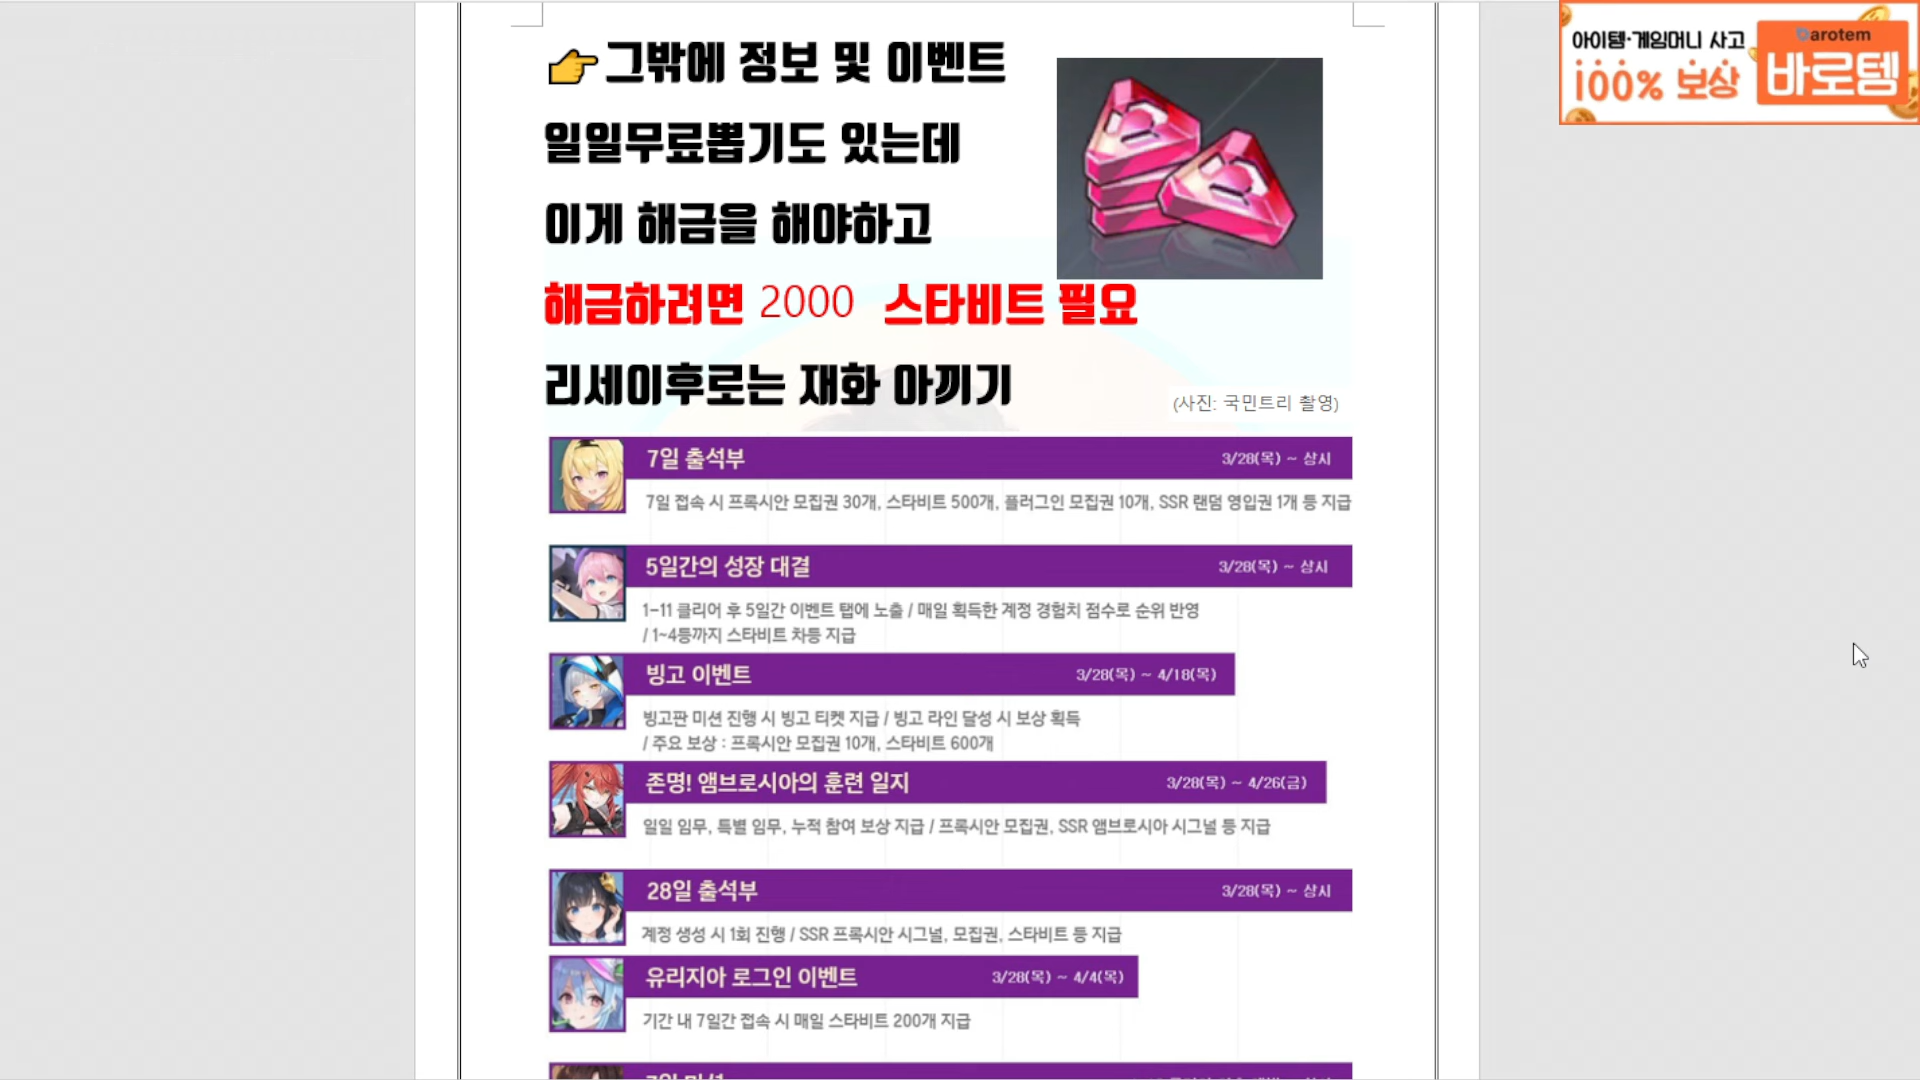 👉그밖에 정보 및 이벤트
일일무료뽑기도 있는데
이게 해금을 해야하고
해금하려면 2000 스타비트 필요
리세이후로는 재화 아끼기
(사진: 국민트리 촬영)
아이템·게임머니 사고
100% 보상
barotem
바로템
7일 출석부
3/28(목) ~ 상시
7일 접속 시 프록시안 모집권 30개, 스타비트 500개, 플러그인 모집권 10개, SSR 랜덤 영입권 1개 등 지급
5일간의 성장 대결
3/28(목) ~ 상시
1-11 클리어 후 5일간 이벤트 탭에 노출 / 매일 획득한 계정 경험치 점수로 순위 반영
/ 1~4등까지 스타비트 차등 지급
빙고 이벤트
3/28(목) ~ 4/18(목)
빙고판 미션 진행 시 빙고 티켓 지급 / 빙고 라인 달성 시 보상 획득
/ 주요 보상 : 프록시안 모집권 10개, 스타비트 600개
존명! 앰브로시아의 훈련 일지
3/28(목) ~ 4/26(금)
일일 임무, 특별 임무, 누적 참여 보상 지급 / 프록시안 모집권, SSR 앰브로시아 시그널 등 지급
28일 출석부
3/28(목) ~ 상시
계정 생성 시 1회 진행 / SSR 프록시안 시그널, 모집권, 스타비트 등 지급
유리지아 로그인 이벤트
3/28(목) ~ 4/4(목)
기간 내 7일간 접속 시 매일 스타비트 200개 지급